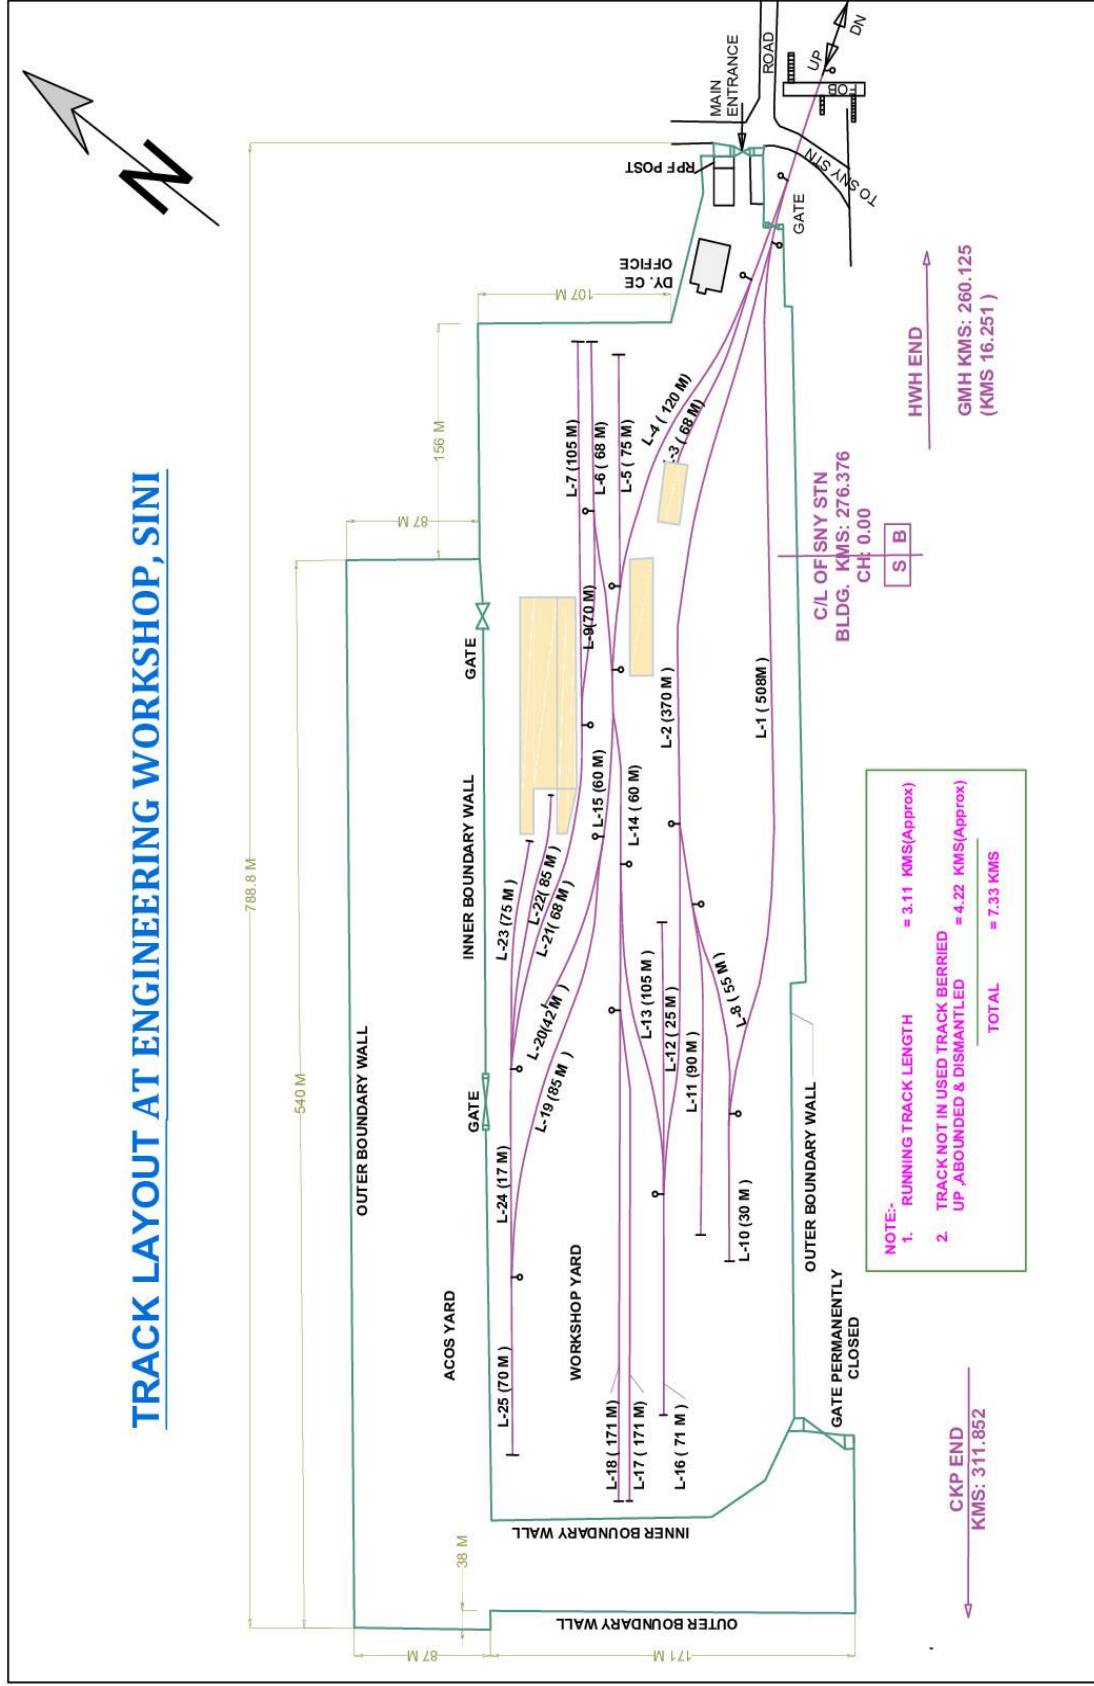 TRACK LAYOUT AT ENGINEERING WORKSHOP, SINI
N
788.8 M
540 M
156 M
87 M
107 M
38 M
87 M
171 M
OUTER BOUNDARY WALL
ACOS YARD
GATE
INNER BOUNDARY WALL
GATE
DY. CE
OFFICE
RPF POST
MAIN
ENTRANCE
ROAD
UP
DN
FOB
TO SNY STN
GATE
L-25 (70 M )
L-24 (17 M)
L-23 (75 M )
L-22( 85 M )
L-21( 68 M )
L-20(42M )
L-19 (85 M )
L-15 (60 M)
L-14 ( 60 M)
L-9(70 M)
L-7 (105 M)
L-6 ( 68 M)
L-5 ( 75 M)
L-4 ( 120 M)
L-3 ( 68 M)
L-2 (370 M )
L-1 ( 508M )
L-13 (105 M )
L-12 ( 25 M )
L-11 (90 M )
L-8 ( 55 M )
L-10 (30 M )
WORKSHOP YARD
L-18 ( 171 M)
L-17 ( 171 M)
L-16 ( 71 M )
INNER BOUNDARY WALL
OUTER BOUNDARY WALL
OUTER BOUNDARY WALL
GATE PERMANENTLY
CLOSED
C/L OF SNY STN
BLDG. KMS: 276.376
CH: 0.00
S B
HWH END
GMH KMS: 260.125
(KMS 16.251 )
CKP END
KMS: 311.852
NOTE:-
1. RUNNING TRACK LENGTH = 3.11 KMS(Approx)
2. TRACK NOT IN USED TRACK BERRIED
UP ,ABOUNDED & DISMANTLED = 4.22 KMS(Approx)
TOTAL = 7.33 KMS